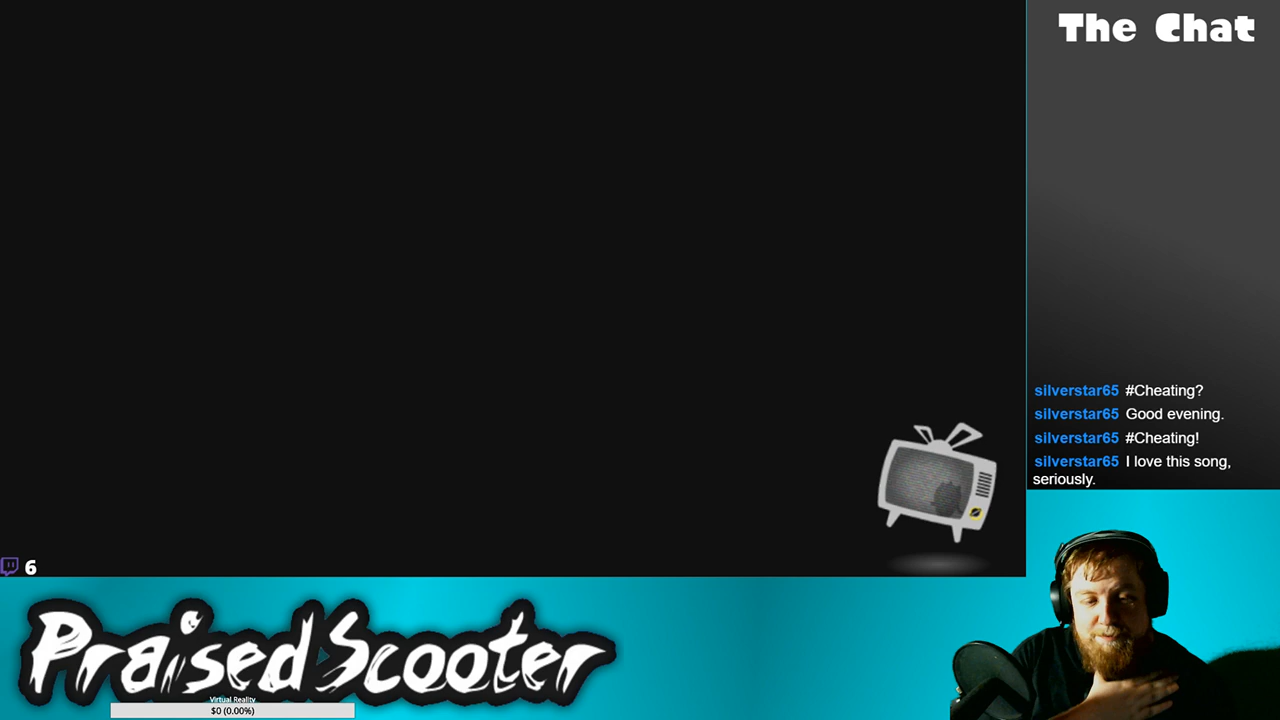 The Chat
silverstar65 #Cheating?
silverstar65 Good evening.
silverstar65 #Cheating!
silverstar65 I love this song,
seriously.
6
PraisedScooter
Virtual Reality
$0 (0.00%)